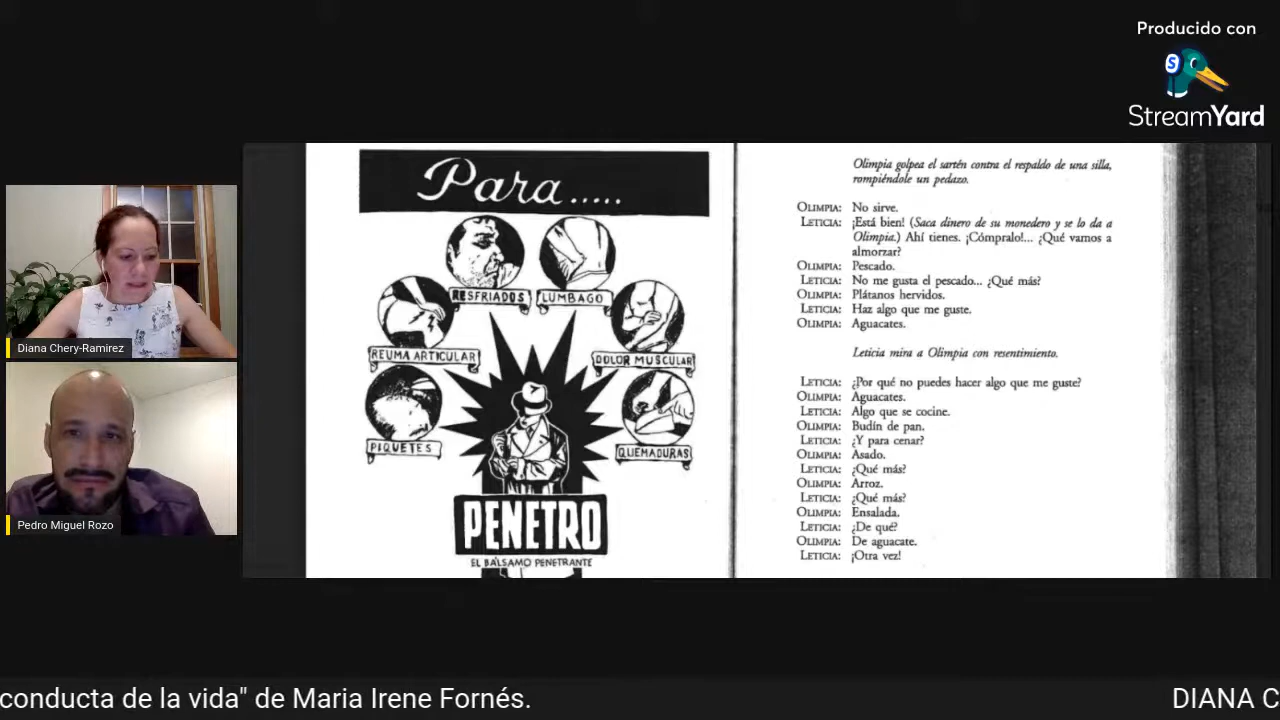 Producido con
StreamYard
Diana Chery-Ramirez
Pedro Miguel Rozo
Para.....
RESFRIADOS
LUMBAGO
REUMA ARTICULAR
DOLOR MUSCULAR
PIQUETES
QUEMADURAS
PENETRO
EL BÁLSAMO PENETRANTE
Olimpia golpea el sartén contra el respaldo de una silla,
rompiéndole un pedazo.
OLIMPIA: No sirve.
LETICIA: ¡Está bien! (Saca dinero de su monedero y se lo da a
Olimpia.) Ahí tienes. ¡Cómpralo!... ¿Qué vamos a
almorzar?
OLIMPIA: Pescado.
LETICIA: No me gusta el pescado... ¿Qué más?
OLIMPIA: Plátanos hervidos.
LETICIA: Haz algo que me guste.
OLIMPIA: Aguacates.
Leticia mira a Olimpia con resentimiento.
LETICIA: ¿Por qué no puedes hacer algo que me guste?
OLIMPIA: Aguacates.
LETICIA: Algo que se cocine.
OLIMPIA: Budín de pan.
LETICIA: ¿Y para cenar?
OLIMPIA: Asado.
LETICIA: ¿Qué más?
OLIMPIA: Arroz.
LETICIA: ¿Qué más?
OLIMPIA: Ensalada.
LETICIA: ¿De qué?
OLIMPIA: De aguacate.
LETICIA: ¡Otra vez!
conducta de la vida" de Maria Irene Fornés.
DIANA C